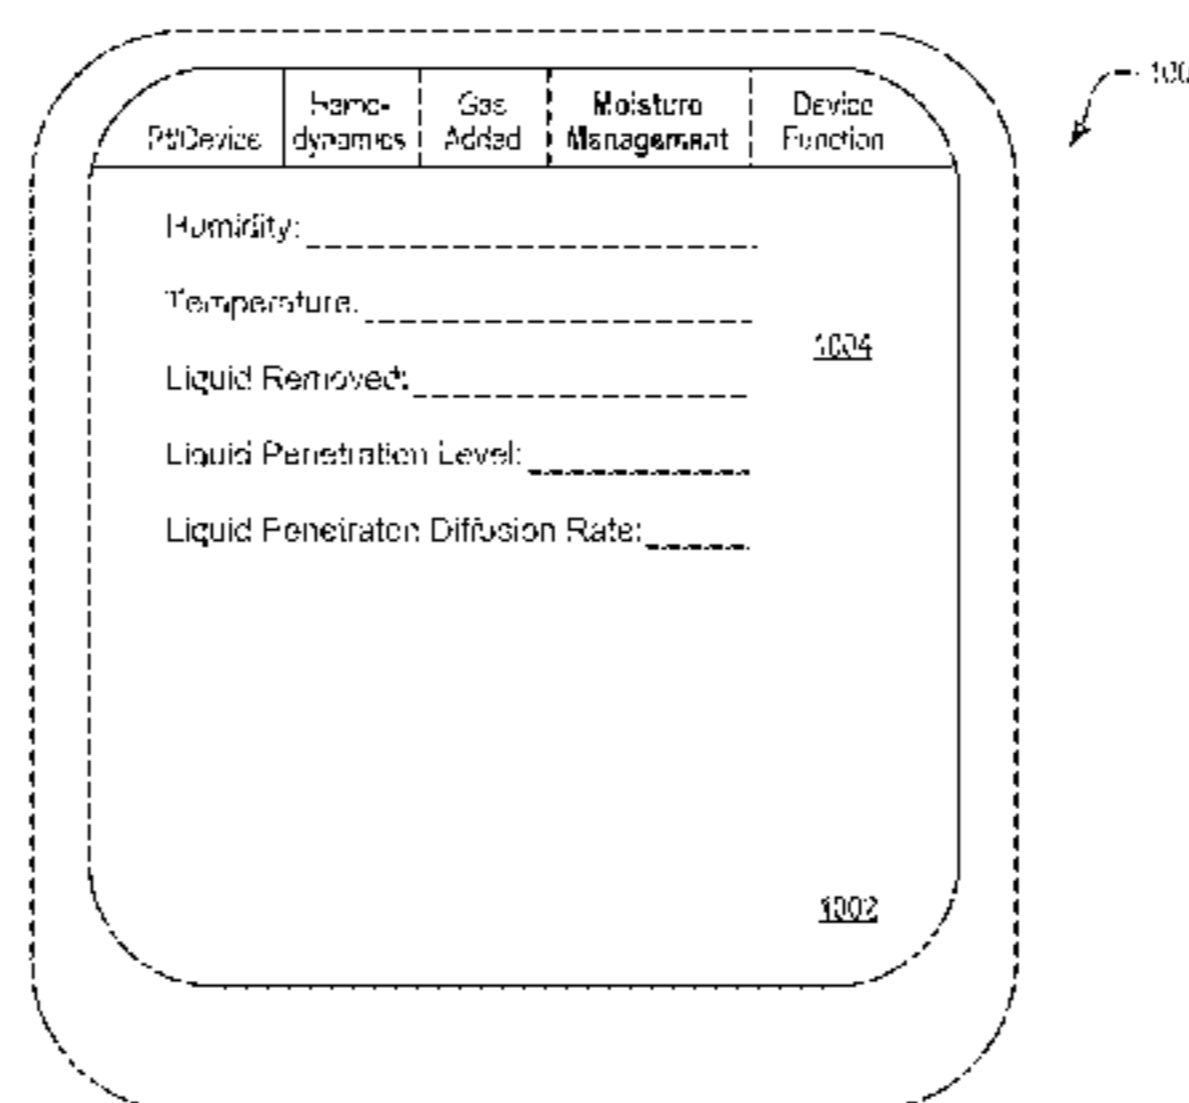 Pt/Device
Hemo-
dynamics
Gas
Added
Moisture
Management
Device
Function
Humidity:
Temperature:
1004
Liquid Removed:
Liquid Penetration Level:
Liquid Penetration Diffusion Rate:
1002